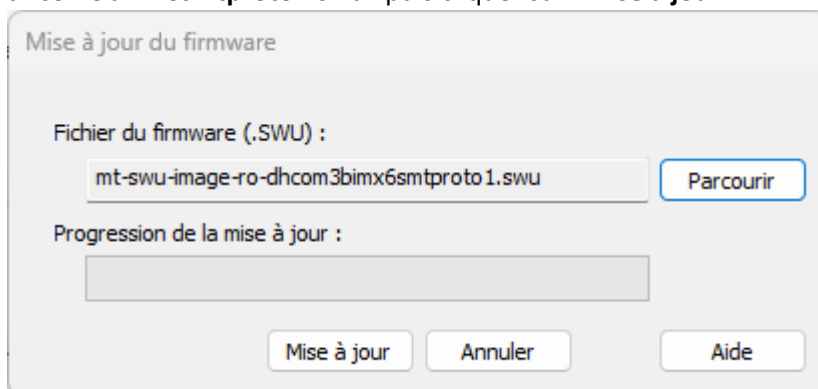 Mise à jour du firmware
Fichier du firmware (.SWU) :
mt-swu-image-ro-dhcom3bimx6smtproto1.swu
Parcourir
Progression de la mise à jour :
Mise à jour
Annuler
Aide